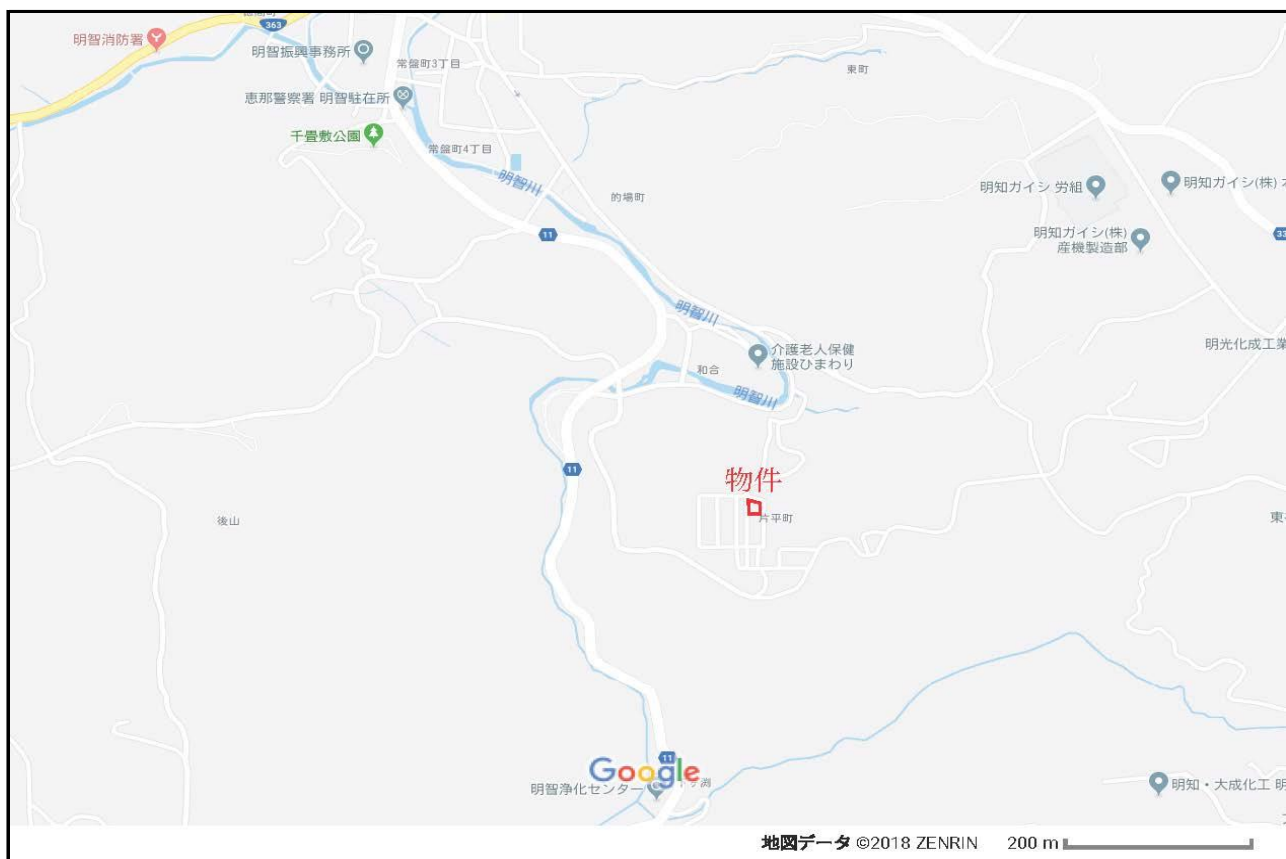 363
明智消防署
明智振興事務所
常盤町3丁目
東町
恵那警察署 明智駐在所
千畳敷公園
常盤町4丁目
明智川
的場町
明知ガイシ 労組
明知ガイシ(株)
明知ガイシ(株)
産機製造部
33
11
明智川
介護老人保健
施設ひまわり
明光化成工業
和合
明智川
11
物件
片平町
後山
東
11
Google
明智浄化センター
明知・大成化工 明
地図データ ©2018 ZENRIN 200 m